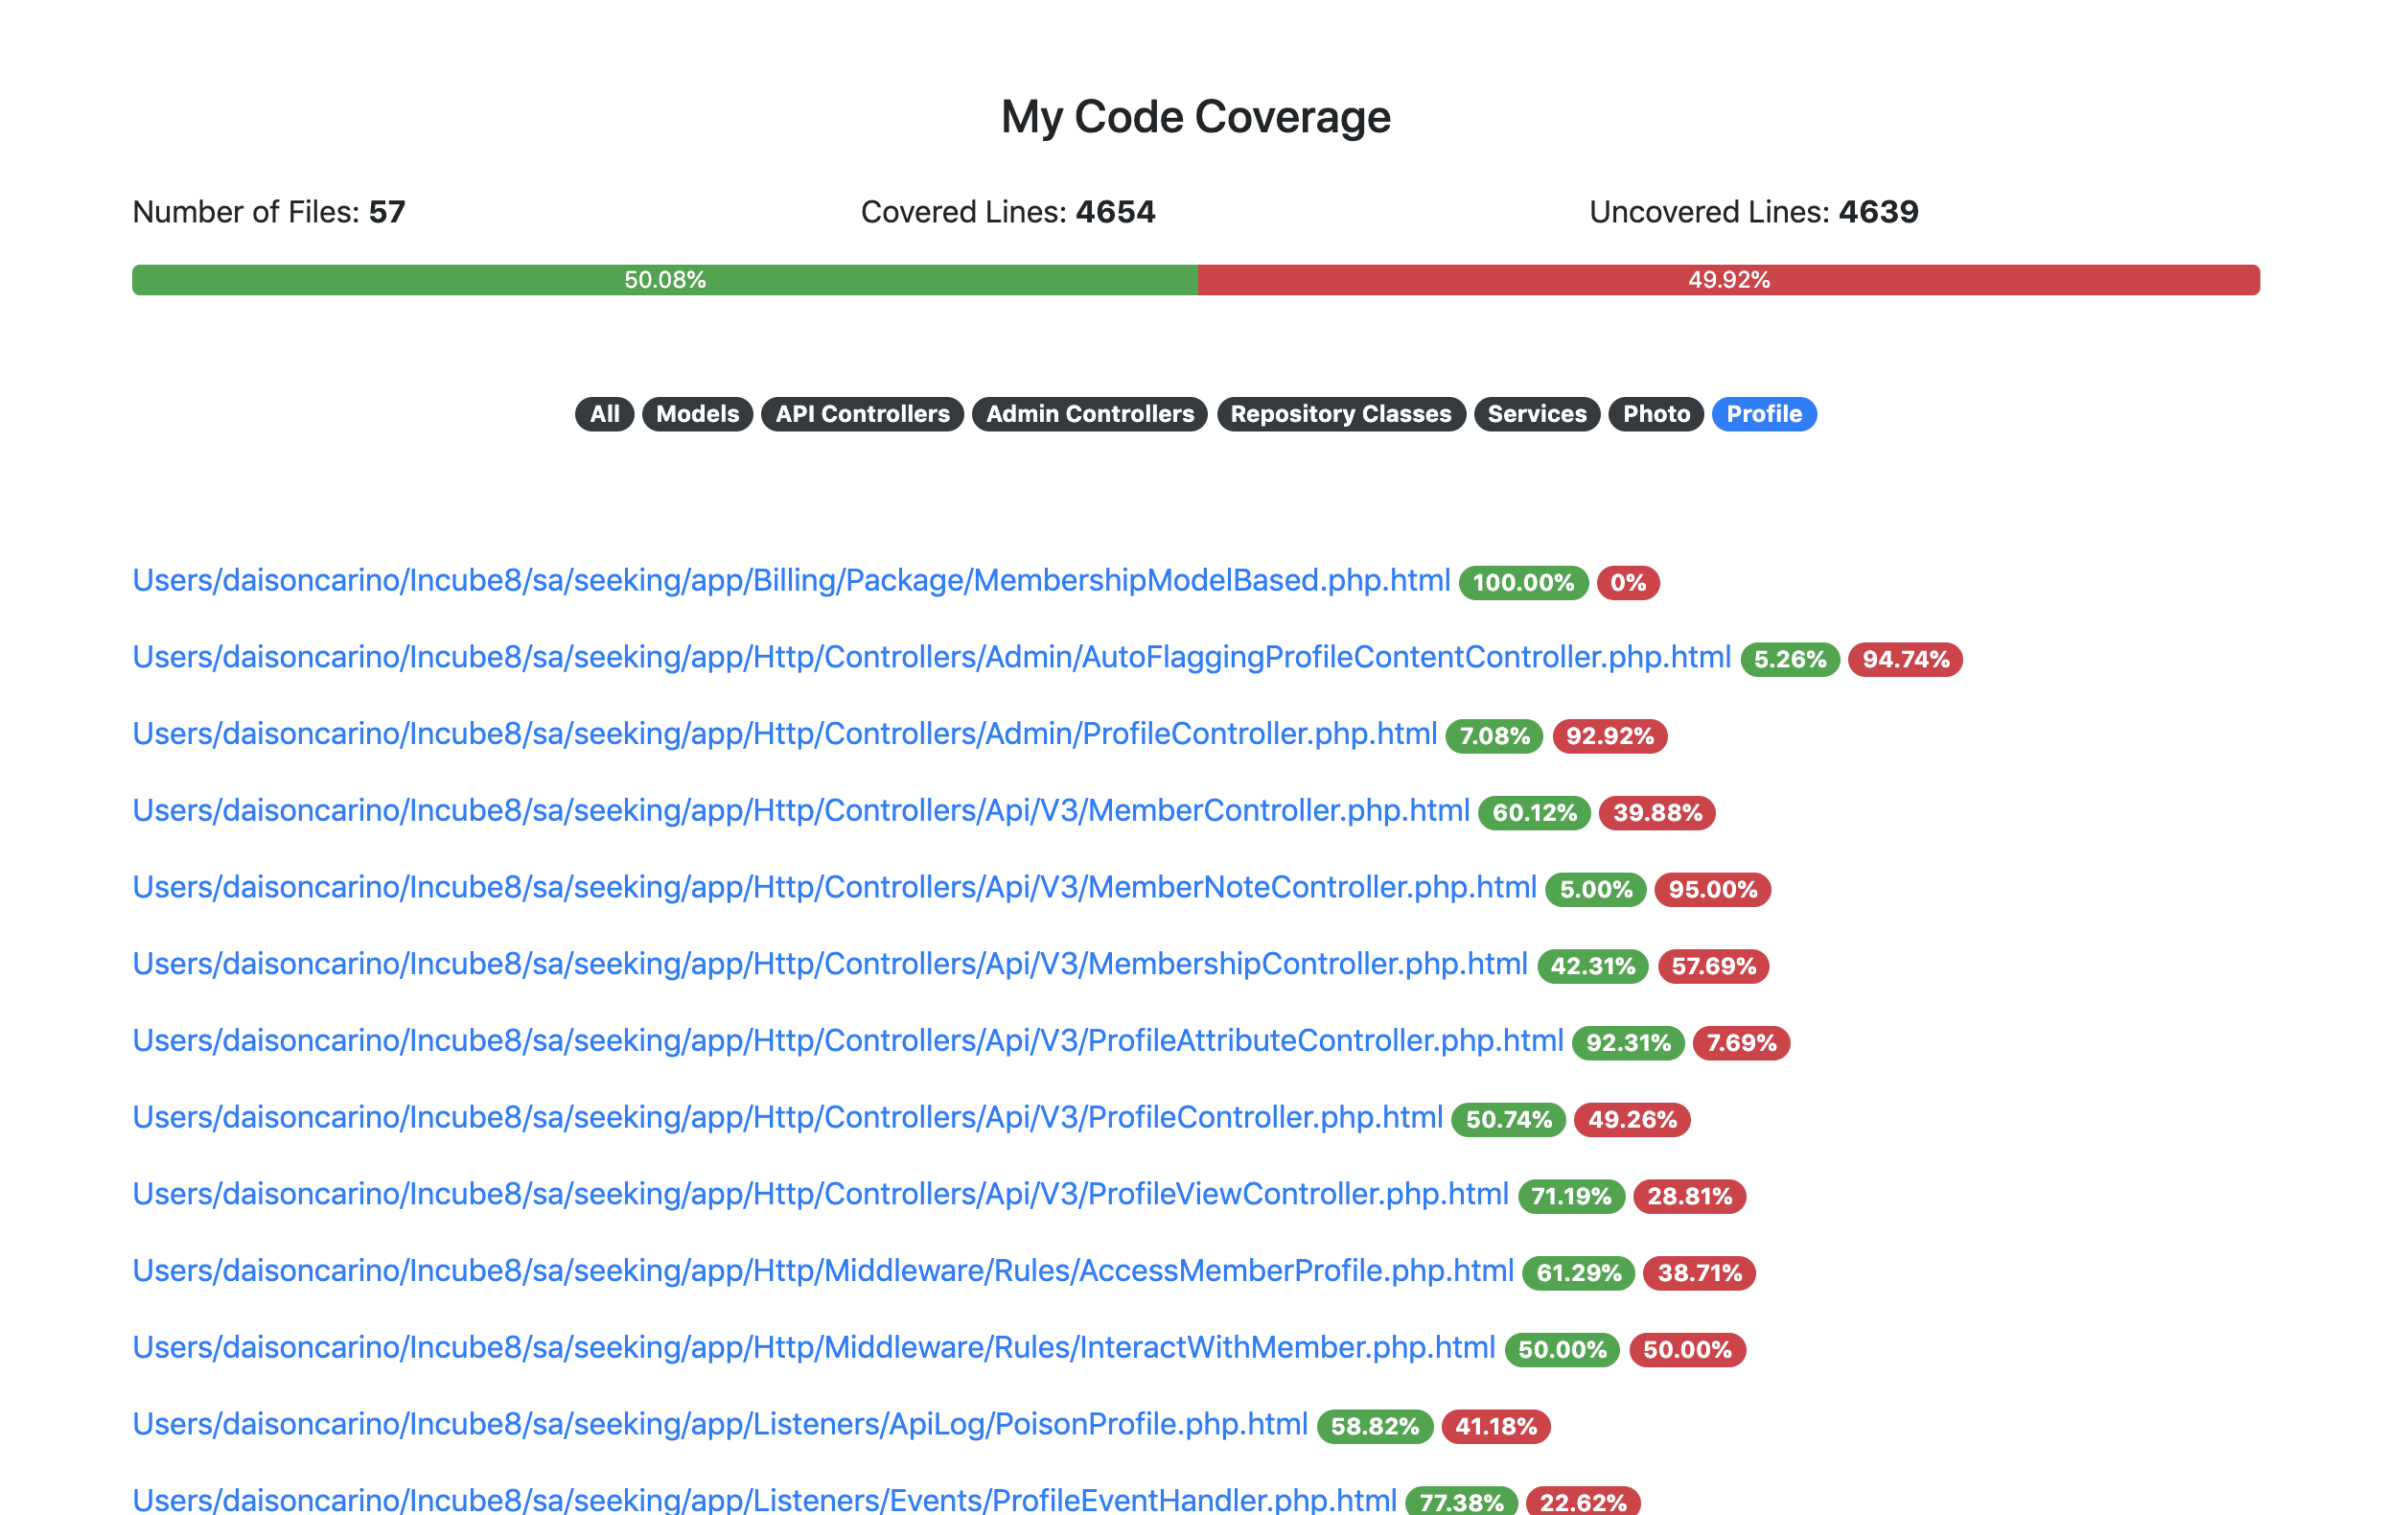 My Code Coverage
Number of Files: 57 Covered Lines: 4654 Uncovered Lines: 4639
50.08% 49.92%
All Models API Controllers Admin Controllers Repository Classes Services Photo Profile
Users/daisoncarino/Incube8/sa/seeking/app/Billing/Package/MembershipModelBased.php.html 100.00% 0%
Users/daisoncarino/Incube8/sa/seeking/app/Http/Controllers/Admin/AutoFlaggingProfileContentController.php.html 5.26% 94.74%
Users/daisoncarino/Incube8/sa/seeking/app/Http/Controllers/Admin/ProfileController.php.html 7.08% 92.92%
Users/daisoncarino/Incube8/sa/seeking/app/Http/Controllers/Api/V3/MemberController.php.html 60.12% 39.88%
Users/daisoncarino/Incube8/sa/seeking/app/Http/Controllers/Api/V3/MemberNoteController.php.html 5.00% 95.00%
Users/daisoncarino/Incube8/sa/seeking/app/Http/Controllers/Api/V3/MembershipController.php.html 42.31% 57.69%
Users/daisoncarino/Incube8/sa/seeking/app/Http/Controllers/Api/V3/ProfileAttributeController.php.html 92.31% 7.69%
Users/daisoncarino/Incube8/sa/seeking/app/Http/Controllers/Api/V3/ProfileController.php.html 50.74% 49.26%
Users/daisoncarino/Incube8/sa/seeking/app/Http/Controllers/Api/V3/ProfileViewController.php.html 71.19% 28.81%
Users/daisoncarino/Incube8/sa/seeking/app/Http/Middleware/Rules/AccessMemberProfile.php.html 61.29% 38.71%
Users/daisoncarino/Incube8/sa/seeking/app/Http/Middleware/Rules/InteractWithMember.php.html 50.00% 50.00%
Users/daisoncarino/Incube8/sa/seeking/app/Listeners/ApiLog/PoisonProfile.php.html 58.82% 41.18%
Users/daisoncarino/Incube8/sa/seeking/app/Listeners/Events/ProfileEventHandler.php.html 77.38% 22.62%